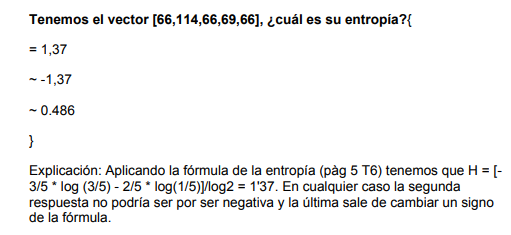 Tenemos el vector [66,114,66,69,66], ¿cuál es su entropía?{
= 1,37
~ -1,37
~ 0.486
}
Explicación: Aplicando la fórmula de la entropía (pàg 5 T6) tenemos que H = [-
3/5 * log (3/5) - 2/5 * log(1/5)]/log2 = 1'37. En cualquier caso la segunda
respuesta no podría ser por ser negativa y la última sale de cambiar un signo
de la fórmula.